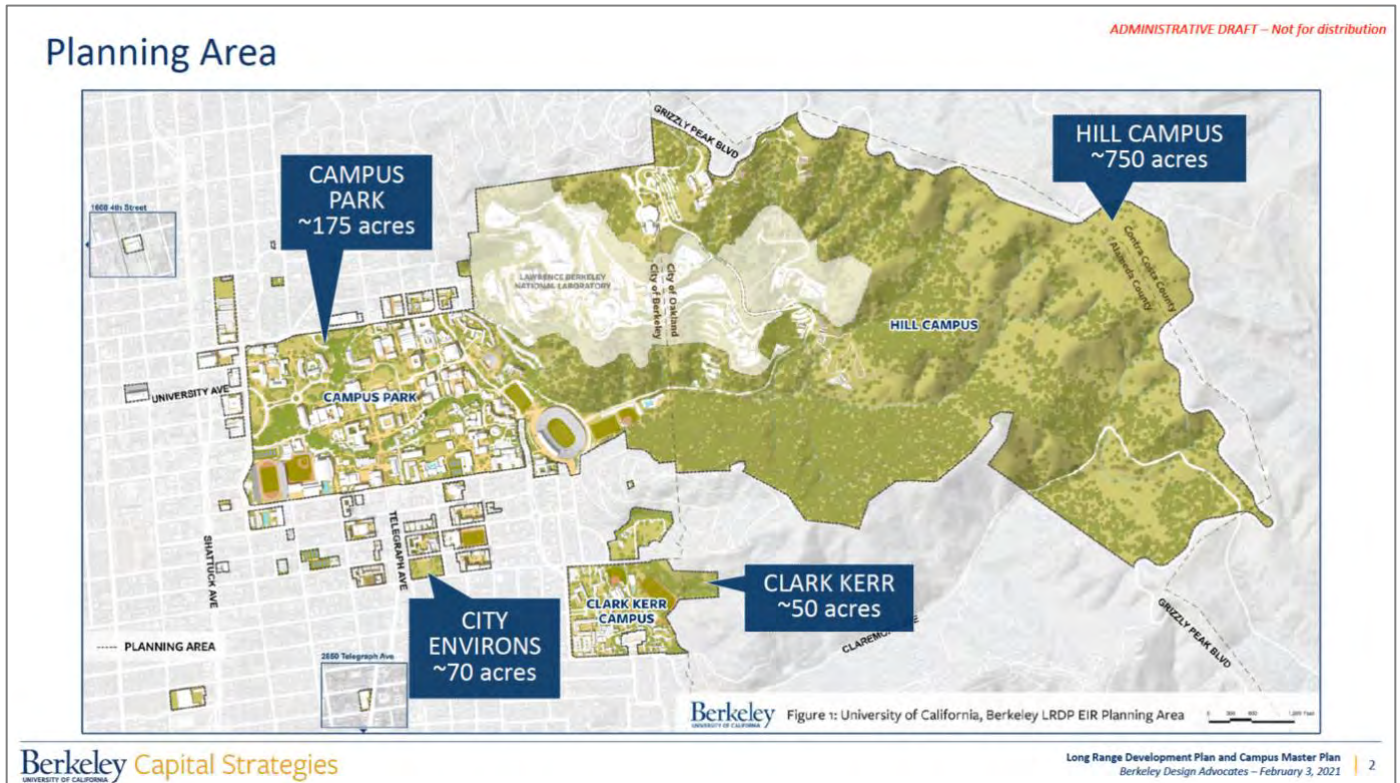 ADMINISTRATIVE DRAFT – Not for distribution
Planning Area
GRIZZLY PEAK BLVD
HILL CAMPUS
~750 acres
CAMPUS
PARK
~175 acres
1608 4th Street
Contra Costa County
Alameda County
LAWRENCE BERKELEY
NATIONAL LABORATORY
City of Oakland
City of Berkeley
HILL CAMPUS
UNIVERSITY AVE
CAMPUS PARK
SHATTUCK AVE
TELEGRAPH AVE
CLARK KERR
~50 acres
CLARK KERR
CAMPUS
CITY
ENVIRONS
~70 acres
GRIZZLY PEAK BLVD
----- PLANNING AREA
2850 Telegraph Ave
Berkeley
UNIVERSITY OF CALIFORNIA
Figure 1: University of California, Berkeley LRDP EIR Planning Area
Berkeley Capital Strategies
UNIVERSITY OF CALIFORNIA
Long Range Development Plan and Campus Master Plan
Berkeley Design Advocates – February 3, 2021
2